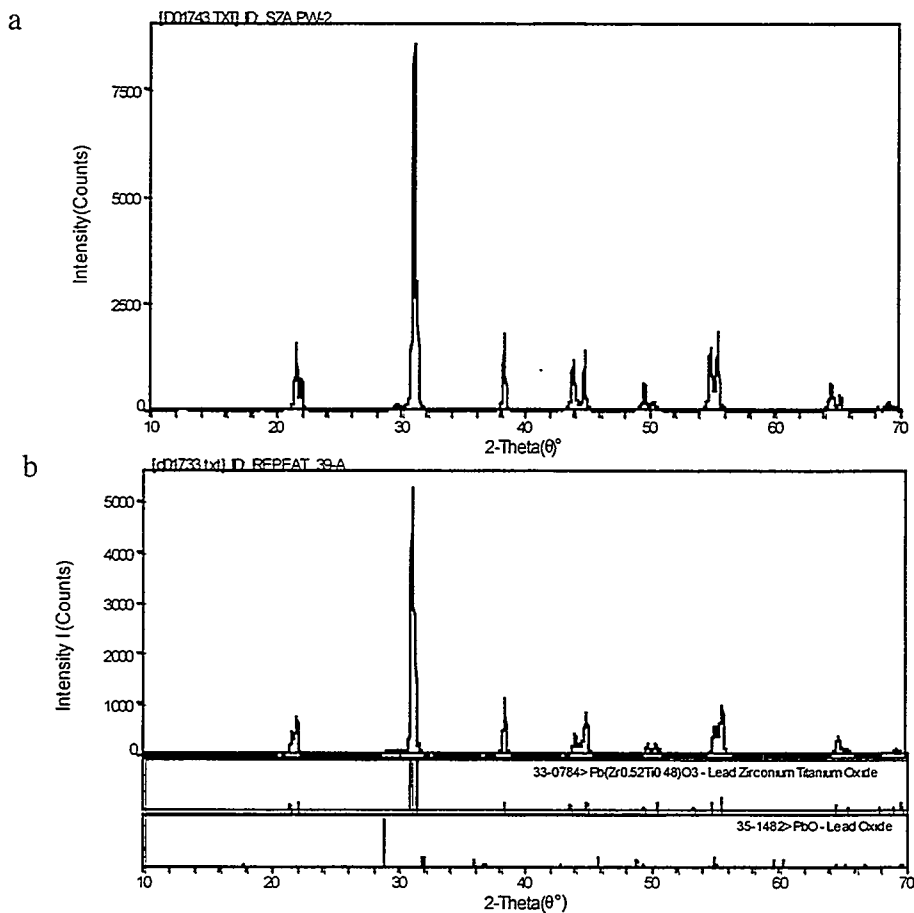 a
[D01743.TXT] ID: SZA PW-2
Intensity(Counts)
7500
5000
2500
0
10 20 30 40 50 60 70
2-Theta(θ)°
b
[d01733.txt] ID: REPEAT 39-A
Intensity I (Counts)
5000
4000
3000
2000
1000
0
33-0784> Pb(Zr0.52Ti0.48)O3 - Lead Zirconium Titanium Oxide
35-1482> PbO - Lead Oxide
10 20 30 40 50 60 70
2-Theta(θ°)